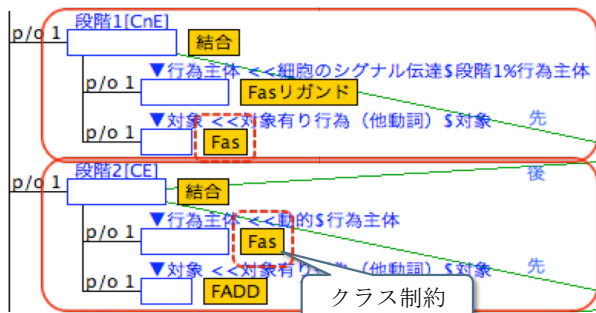 段階1[CnE]
p/o 1 結合
▼行為主体 <<細胞のシグナル伝達$段階1%行為主体
p/o 1 Fasリガンド
▼対象 <<対象有り行為（他動詞）$対象 先
p/o 1 Fas
段階2[CE] 後
p/o 1 結合
▼行為主体 <<動的$行為主体
p/o 1 Fas
▼対象 <<対象有り (他動詞）$対象 先
p/o 1 FADD
クラス制約